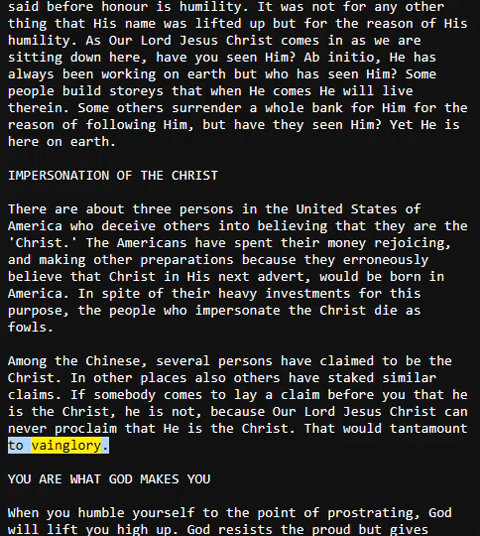 said before honour is humility. It was not for any other
thing that His name was lifted up but for the reason of His
humility. As Our Lord Jesus Christ comes in as we are
sitting down here, have you seen Him? Ab initio, He has
always been working on earth but who has seen Him? Some
people build storeys that when He comes He will live
therein. Some others surrender a whole bank for Him for the
reason of following Him, but have they seen Him? Yet He is
here on earth.
IMPERSONATION OF THE CHRIST
There are about three persons in the United States of
America who deceive others into believing that they are the
'Christ.' The Americans have spent their money rejoicing,
and making other preparations because they erroneously
believe that Christ in His next advert, would be born in
America. In spite of their heavy investments for this
purpose, the people who impersonate the Christ die as
fowls.
Among the Chinese, several persons have claimed to be the
Christ. In other places also others have staked similar
claims. If somebody comes to lay a claim before you that he
is the Christ, he is not, because Our Lord Jesus Christ can
never proclaim that He is the Christ. That would tantamount
to vainglory.
YOU ARE WHAT GOD MAKES YOU
When you humble yourself to the point of prostrating, God
will lift you high up. God resists the proud but gives